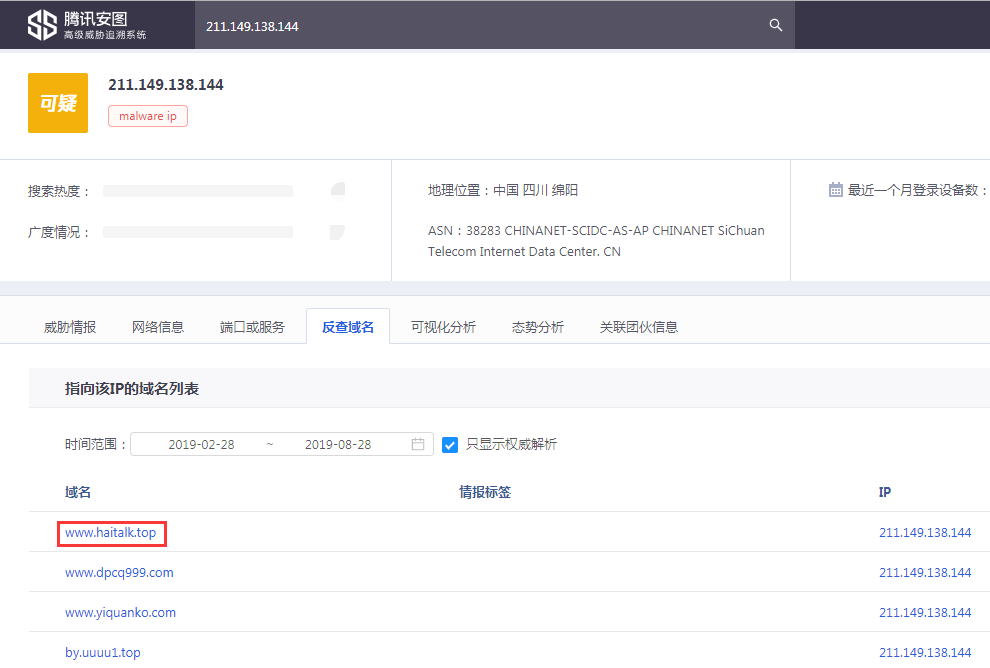 腾讯安图
高级威胁追溯系统
211.149.138.144
可疑
211.149.138.144
malware ip
搜索热度：
广度情况：
地理位置：中国 四川 绵阳
ASN：38283 CHINANET-SCIDC-AS-AP CHINANET SiChuan
Telecom Internet Data Center. CN
最近一个月登录设备数：
威胁情报 网络信息 端口或服务 反查域名 可视化分析 态势分析 关联团伙信息
指向该IP的域名列表
时间范围： 2019-02-28 ~ 2019-08-28 只显示权威解析
域名 情报标签 IP
www.haitalk.top 211.149.138.144
www.dpcq999.com 211.149.138.144
www.yiquanko.com 211.149.138.144
by.uuuu1.top 211.149.138.144